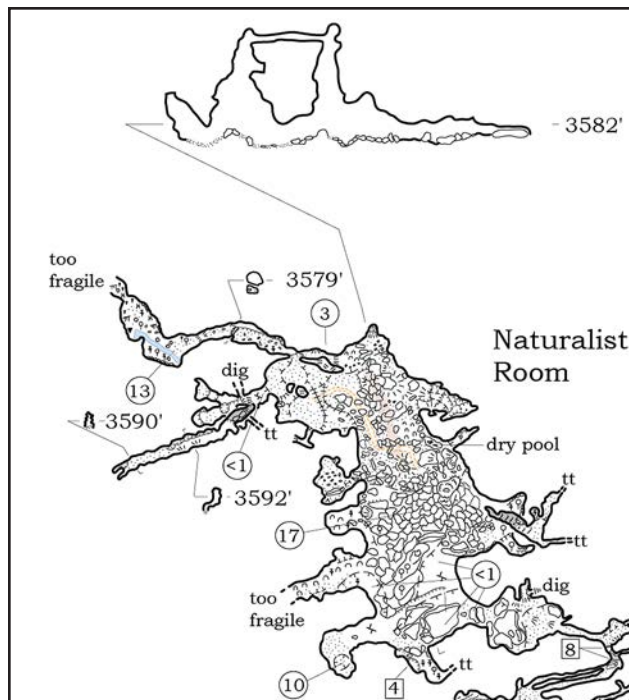 3582'
too
fragile
3579'
3
Naturalist
Room
13
dig
3590'
tt
<1
dry pool
3592'
tt
17
tt
<1
too
fragile
dig
tt
8
10
4